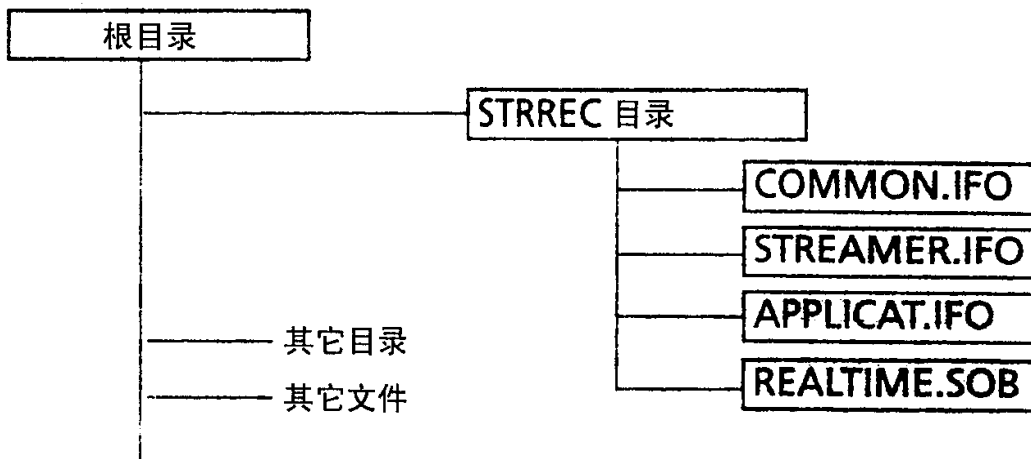 根目录
STRREC 目录
COMMON.IFO
STREAMER.IFO
APPLICAT.IFO
REALTIME.SOB
其它目录
其它文件